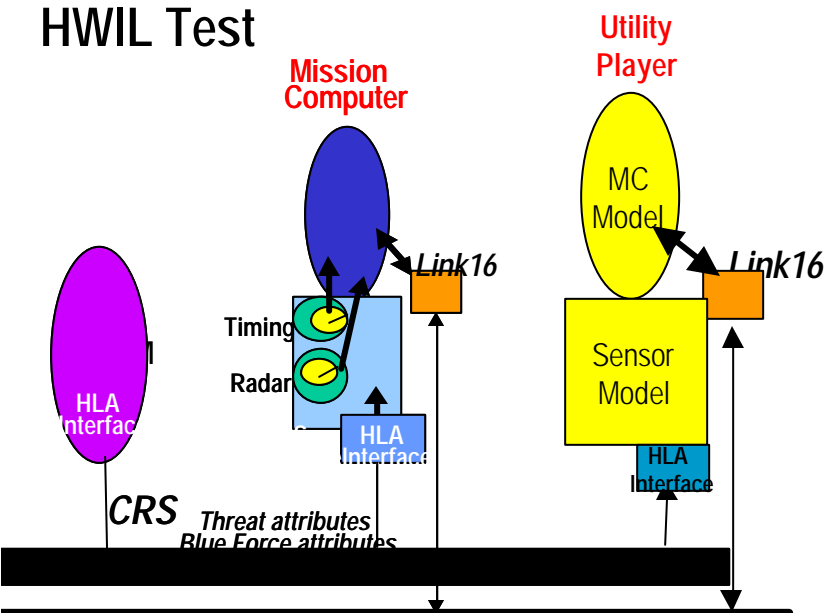 HWIL Test
Utility
Player
Mission
Computer
MC
Model
Link16
Link16
Timing
Radar
Sensor
Model
HLA
HLA
Interface
HLA
Interface
CRS
Threat attributes
Blue Force attributes